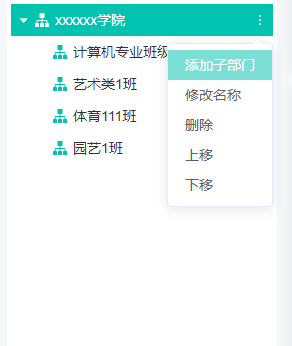 xxxxxx学院
计算机专业班级
艺术类1班
体育111班
园艺1班
添加子部门
修改名称
删除
上移
下移